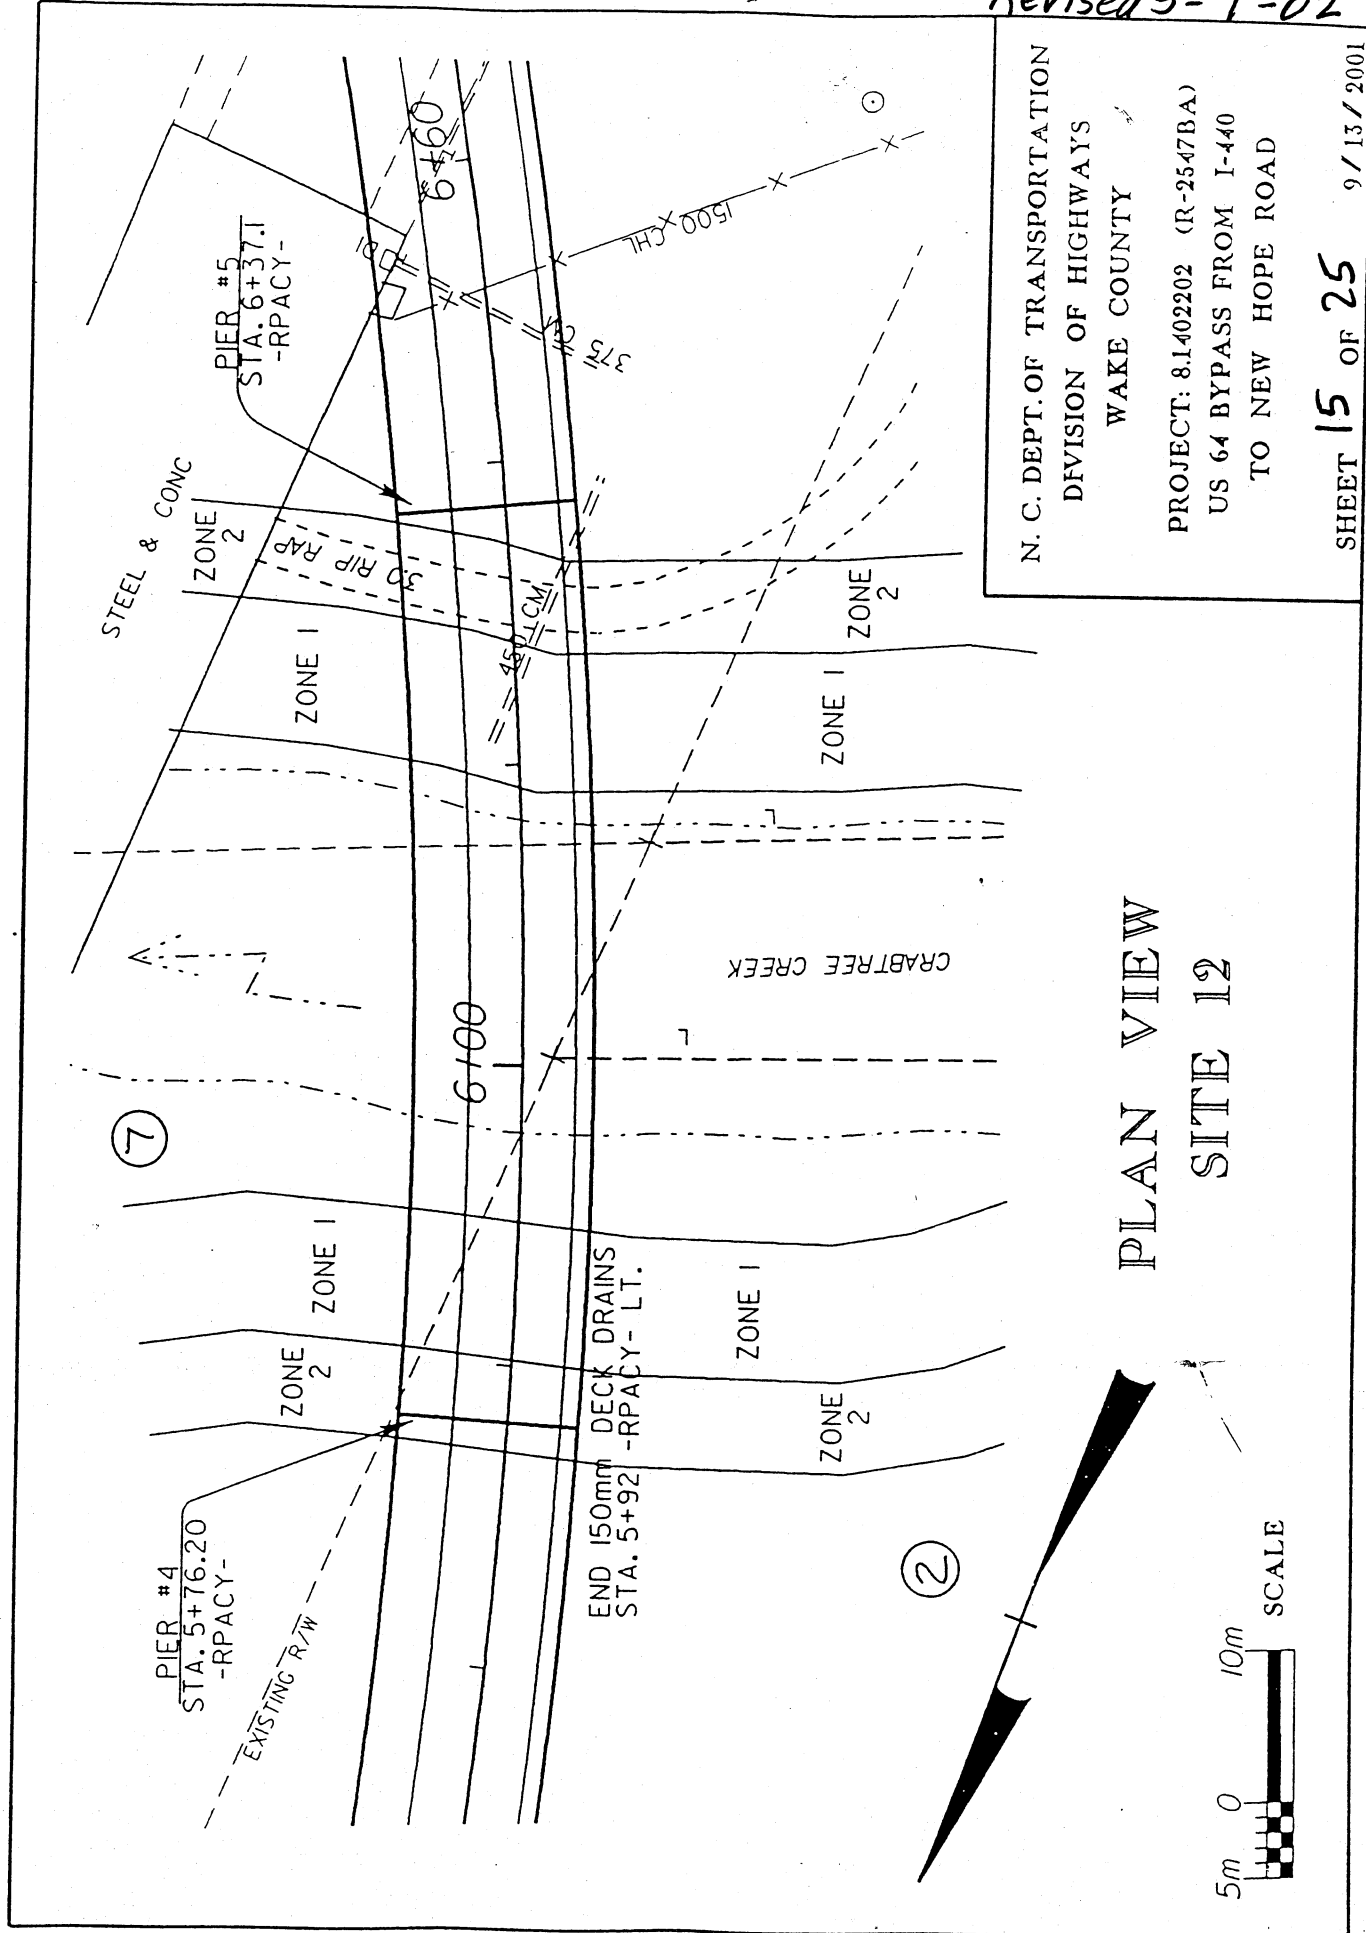 Revised 5-1-02
PIER #5
STA. 6+37.1
-RPACY-
STEEL & CONC
ZONE
2
3.0 RIP RAP
ZONE 1
6+60
DI
1500 CHL
375 CM
450 CM
ZONE
2
ZONE 1
L
7
6+00
CRABTREE CREEK
L
ZONE 1
ZONE
2
PIER #4
STA. 5+76.20
-RPACY-
EXISTING R/W
END 150mm DECK DRAINS
STA. 5+92 -RPACY- LT.
ZONE 1
ZONE
2
2
PLAN VIEW
SITE 12
5m 0 10m
SCALE
N. C. DEPT. OF TRANSPORTATION
DIVISION OF HIGHWAYS
WAKE COUNTY
PROJECT: 8.1402202 (R-2547BA)
US 64 BYPASS FROM I-440
TO NEW HOPE ROAD
SHEET 15 OF 25 9/13/2001